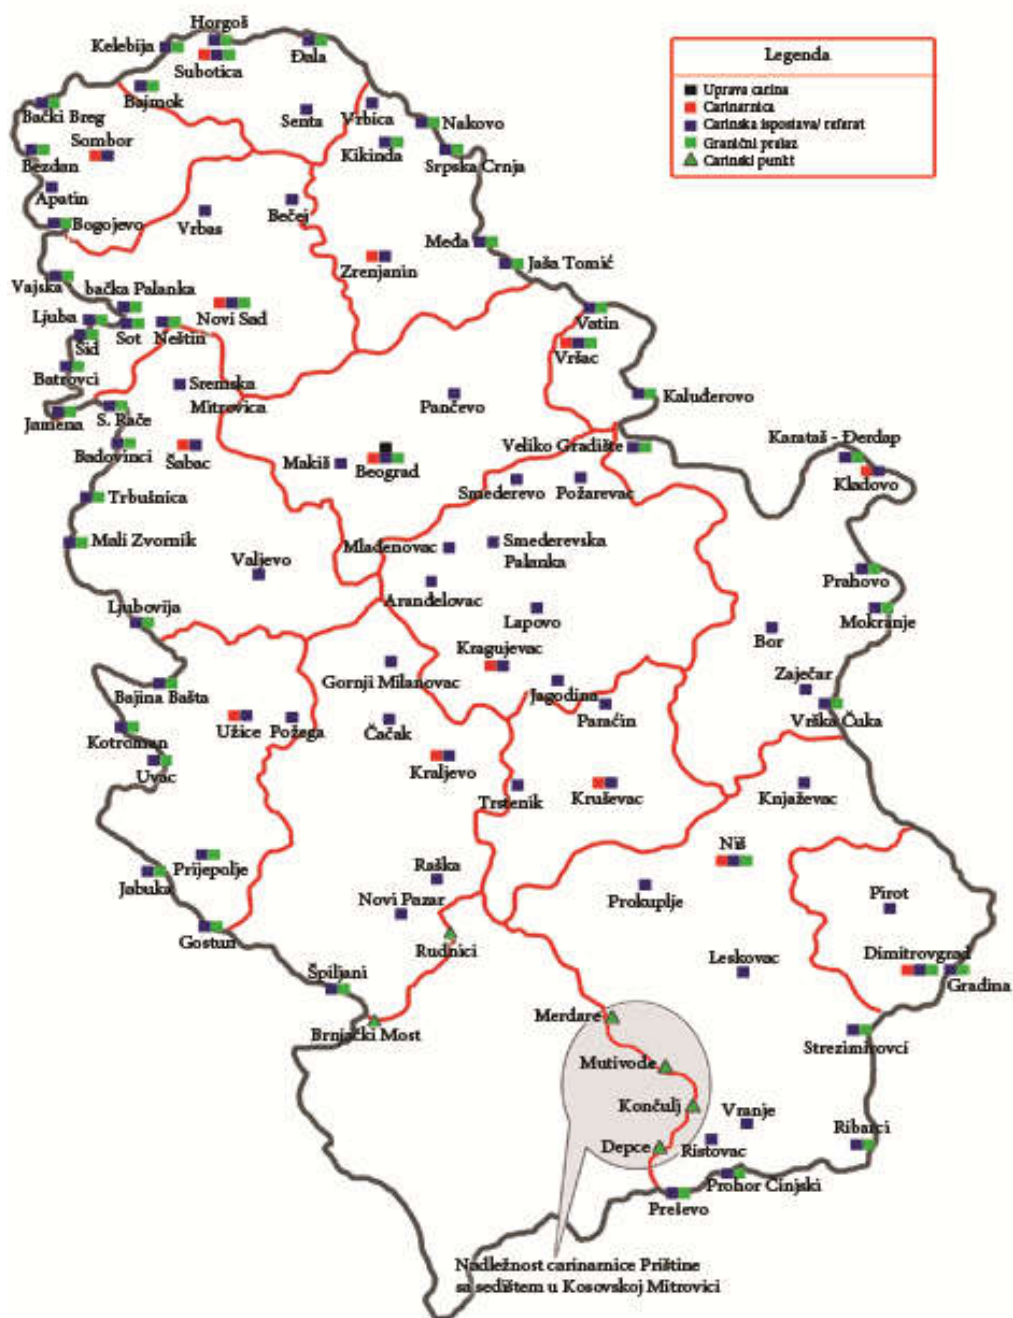 Horgoš
Kelebija
Subotica
Đala
Legenda
Uprava carina
Carinarnica
Carinska ispostava/ referat
Granični prelaz
Carinski punkt
Bajmok
Bački Breg
Senta
Vrbica
Nakovo
Sombor
Kikinda
Bezdan
Srpska Crnja
Apatin
Bečej
Bogojevo
Vrbas
Međa
Jaša Tomić
Zrenjanin
Vajska
bačka Palanka
Ljuba
Novi Sad
Vatin
Šid
Sot
Neštin
Vršac
Batrovci
Sremska
Mitrovica
Pančevo
Kaluđerovo
Jamena
S. Rače
Veliko Gradište
Karataš - Đerdap
Badovinci
Šabac
Makiš
Beograd
Kladovo
Smederevo
Požarevac
Trbušnica
Mali Zvornik
Mladenovac
Smederevska
Palanka
Valjevo
Prahovo
Aranđelovac
Ljubovija
Lapovo
Mokranje
Bor
Kragujevac
Gornji Milanovac
Zaječar
Bajina Bašta
Jagodina
Paraćin
Vrška Čuka
Užice
Požega
Čačak
Kotroman
Uvac
Kraljevo
Trstenik
Kruševac
Knjaževac
Niš
Raška
Prijepolje
Jabuka
Prokuplje
Pirot
Novi Pazar
Gostun
Rudnici
Leskovac
Dimitrovgrad
Gradina
Špiljani
Merdare
Brnjački Most
Strezimirovci
Mutivode
Končulj
Vranje
Ribarci
Depce
Ristovac
Prohor Činjski
Preševo
Nadležnost carinarnice Prištine
sa sedištem u Kosovskoj Mitrovici